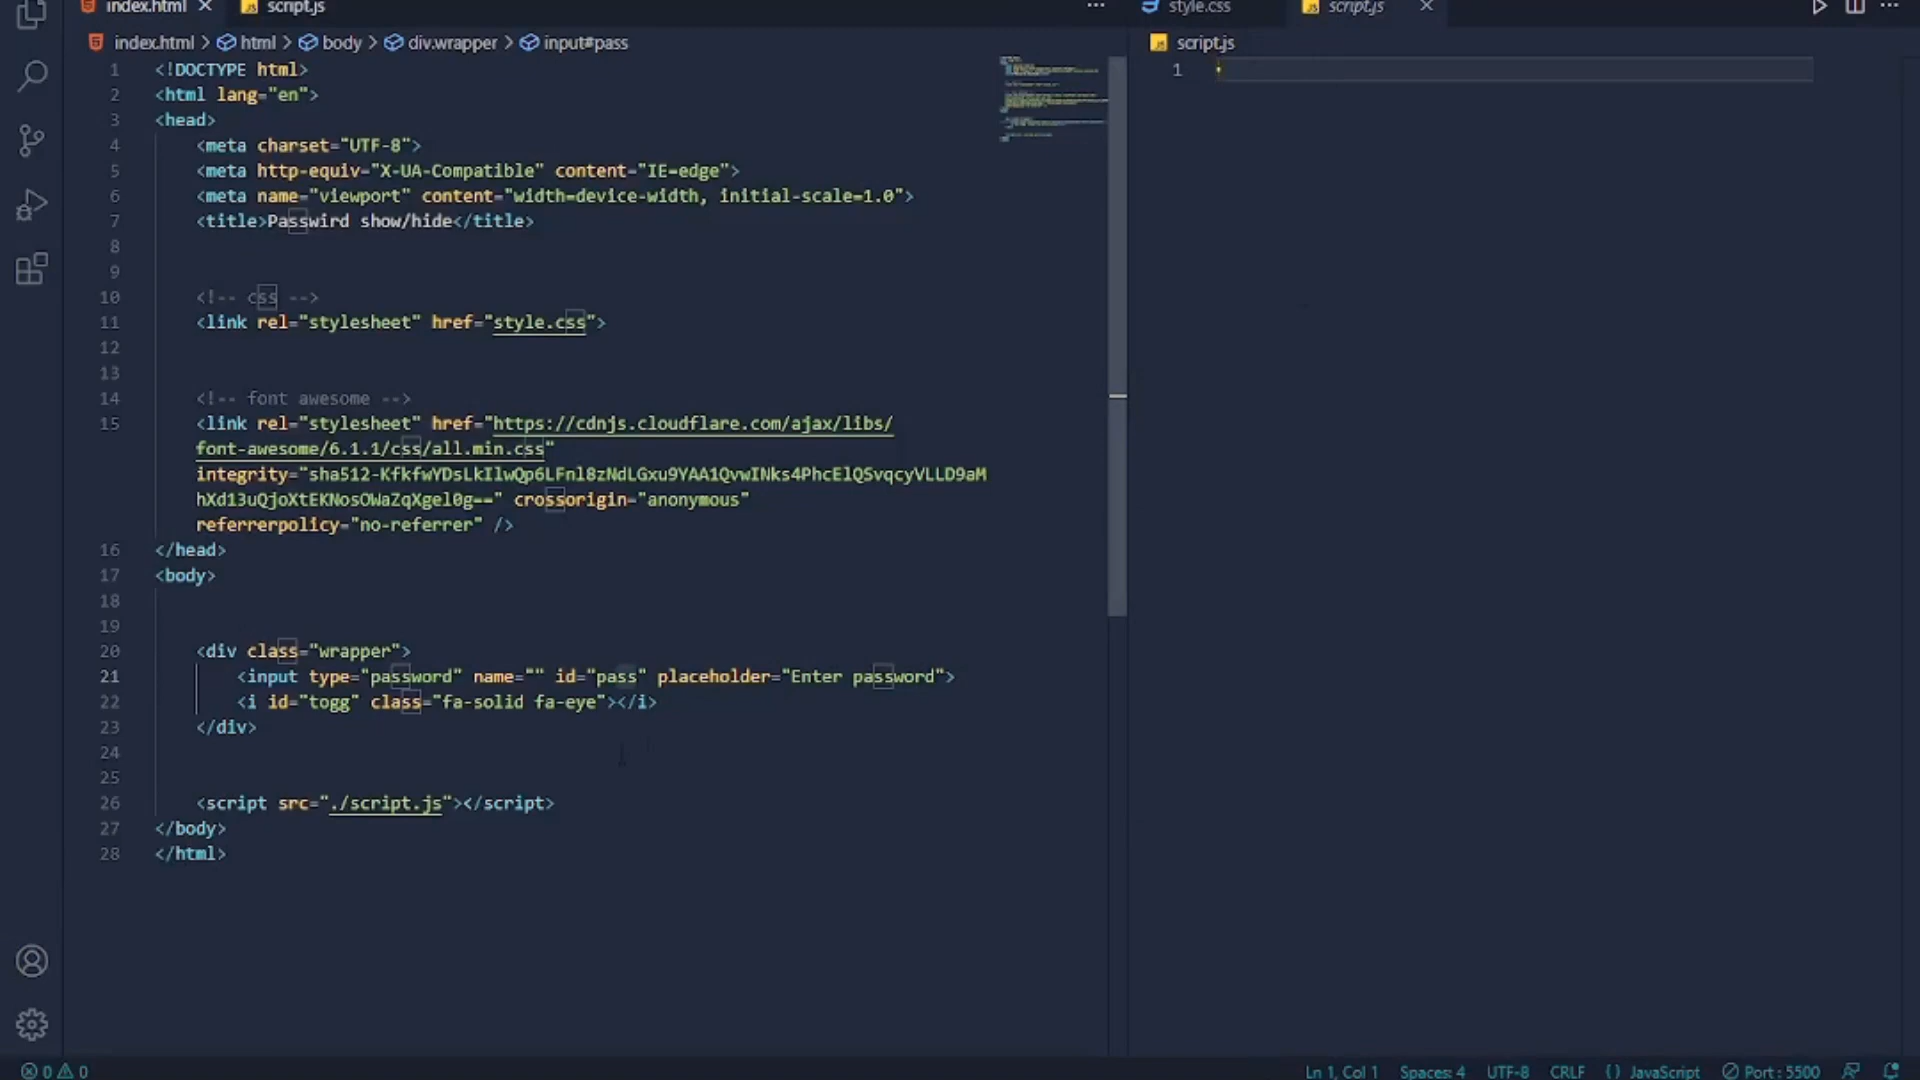 index.html
script.js
style.css
script.js
index.html > html > body > div.wrapper > input#pass
script.js
1 <!DOCTYPE html>
2 <html lang="en">
3 <head>
4 <meta charset="UTF-8">
5 <meta http-equiv="X-UA-Compatible" content="IE=edge">
6 <meta name="viewport" content="width=device-width, initial-scale=1.0">
7 <title>Passwird show/hide</title>
8
9
10 <!-- css -->
11 <link rel="stylesheet" href="style.css">
12
13
14 <!-- font awesome -->
15 <link rel="stylesheet" href="https://cdnjs.cloudflare.com/ajax/libs/
font-awesome/6.1.1/css/all.min.css"
integrity="sha512-KfkfwYDsLkIlwQp6LFnl8zNdLGxu9YAA1QvwINks4PhcElQSvqcyVLLD9aM
hXd13uQjoXtEKNosOWaZqXgel0g==" crossorigin="anonymous"
referrerpolicy="no-referrer" />
16 </head>
17 <body>
18
19
20 <div class="wrapper">
21 <input type="password" name="" id="pass" placeholder="Enter password">
22 <i id="togg" class="fa-solid fa-eye"></i>
23 </div>
24
25
26 <script src="./script.js"></script>
27 </body>
28 </html>
1
0 0
Ln 1, Col 1 Spaces: 4 UTF-8 CRLF {} JavaScript Port : 5500